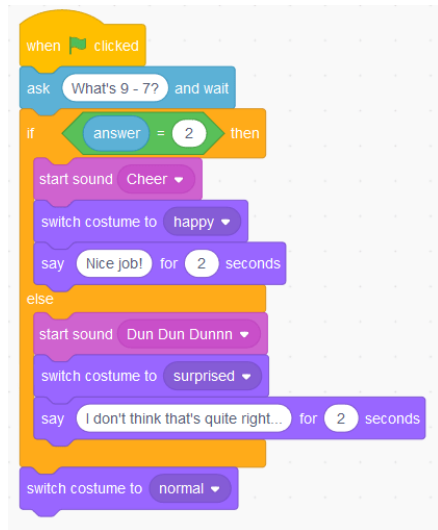 when clicked
ask What's 9 - 7? and wait
if answer = 2 then
start sound Cheer
switch costume to happy
say Nice job! for 2 seconds
else
start sound Dun Dun Dunnn
switch costume to surprised
say I don't think that's quite right... for 2 seconds
switch costume to normal